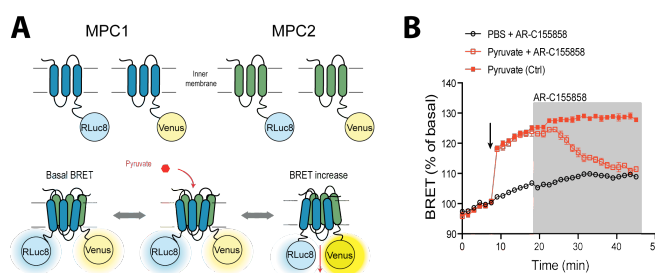 A
MPC1
MPC2
Inner
membrane
RLuc8
Venus
RLuc8
Venus
Basal BRET
Pyruvate
BRET increase
RLuc8
Venus
RLuc8
Venus
RLuc8
Venus
B
PBS + AR-C155858
Pyruvate + AR-C155858
Pyruvate (Ctrl)
AR-C155858
BRET (% of basal)
130
120
110
100
90
0
10
20
30
40
Time (min)